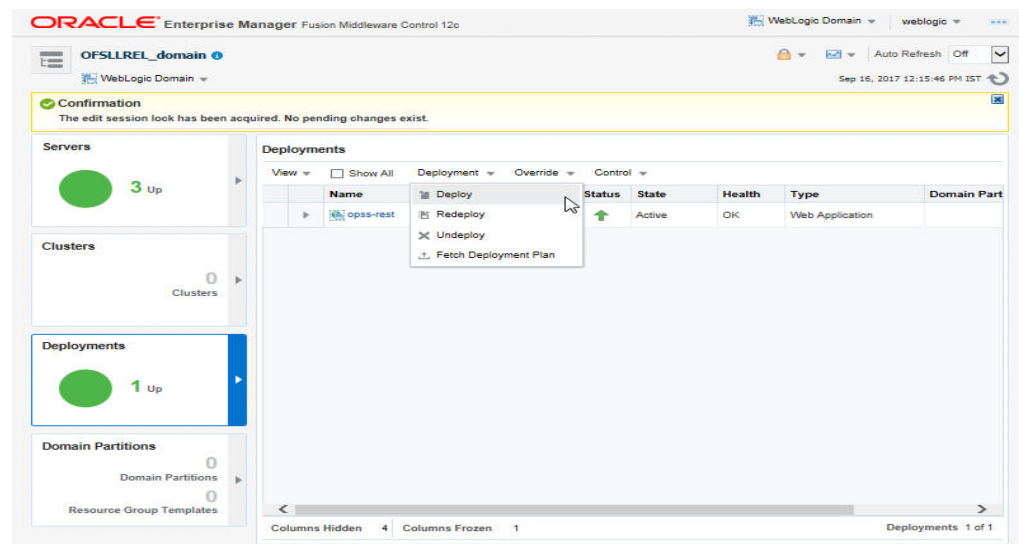 ORACLE Enterprise Manager Fusion Middleware Control 12c
WebLogic Domain
weblogic
OFSLLREL_domain
WebLogic Domain
Auto Refresh Off
Sep 16, 2017 12:15:46 PM IST
Confirmation
The edit session lock has been acquired. No pending changes exist.
Servers
3 Up
Clusters
0
Clusters
Deployments
1 Up
Domain Partitions
0
Domain Partitions
0
Resource Group Templates
Deployments
View Show All Deployment Override Control
Name Status State Health Type Domain Part
opss-rest Active OK Web Application
Deploy
Redeploy
Undeploy
Fetch Deployment Plan
Columns Hidden 4 Columns Frozen 1
Deployments 1 of 1